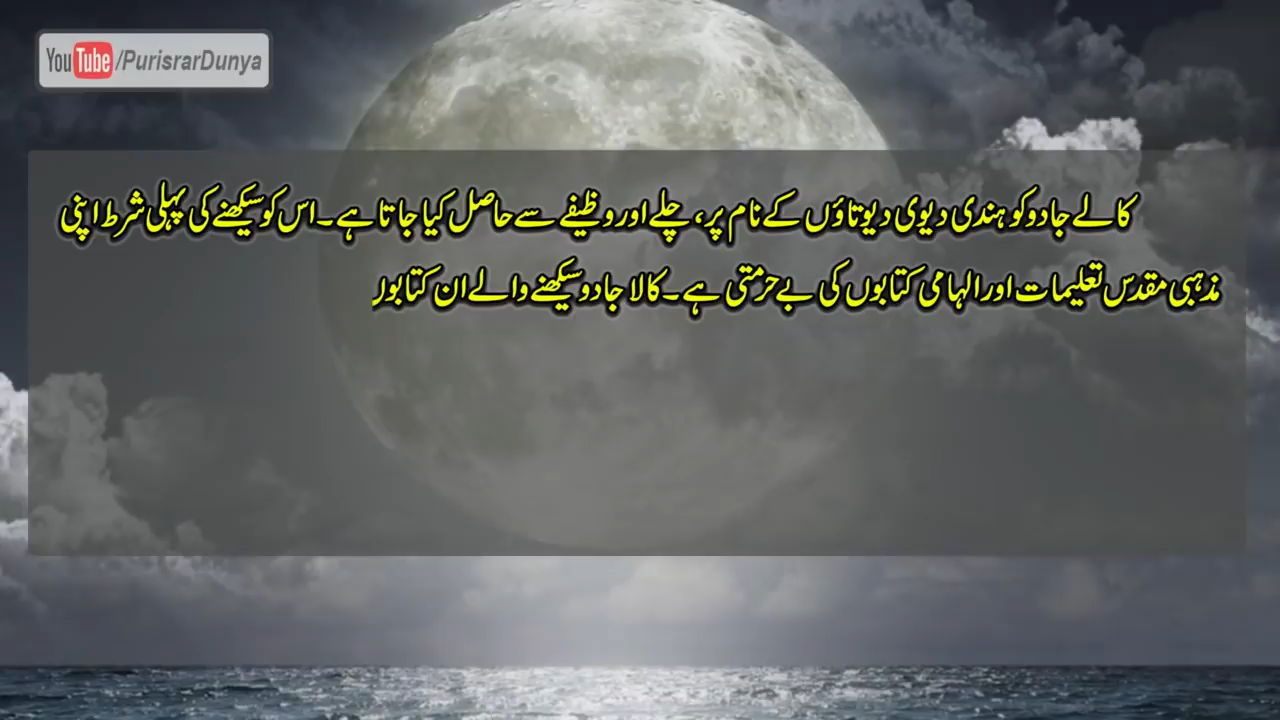 YouTube/PurisrarDunya
کالے جادو کو ہندی دیوی دیوتاؤں کے نام پر، چلے اور وظیفے سے حاصل کیا جاتا ہے۔ اس کو سیکھنے کی پہلی شرط اپنی
مذہبی مقدس تعلیمات اور الہامی کتابوں کی بے حرمتی ہے۔ کالا جادو سیکھنے والے ان کتابور